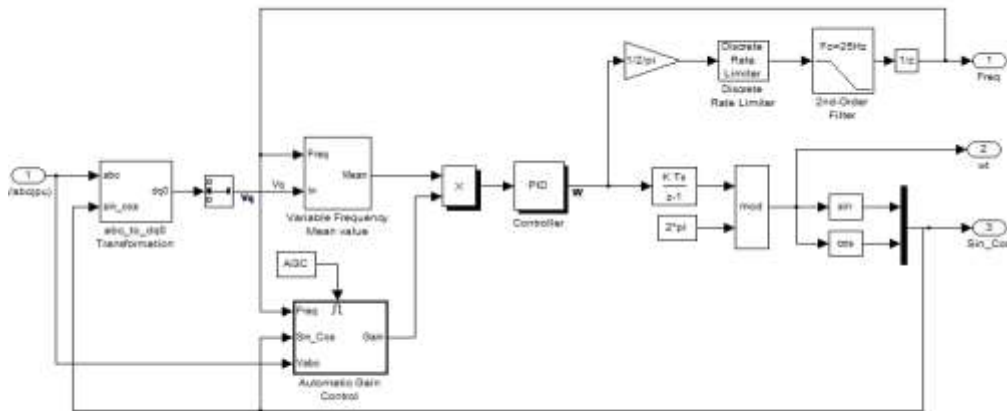 1/2/pi
Discrete
Rate
Limiter
Discrete
Rate Limiter
Fc=25Hz
2nd-Order
Filter
1/z
1
Freq
2
wt
1
Vabc(pu)
abc
dq0
sin_cos
abc_to_dq0
Transformation
Vq
Vq
Freq
Mean
In
Variable Frequency
Mean value
x
PID
Controller
W
K Ts
z-1
2*pi
mod
sin
cos
3
Sin_Cos
AGC
Freq
Sin_Cos
Gain
Vabc
Automatic Gain
Control